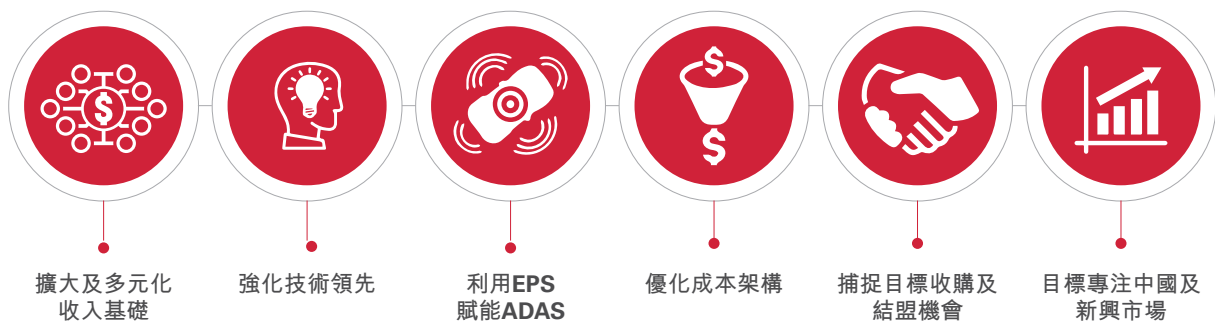 擴大及多元化
收入基礎
強化技術領先
利用EPS
賦能ADAS
優化成本架構
捕捉目標收購及
結盟機會
目標專注中國及
新興市場